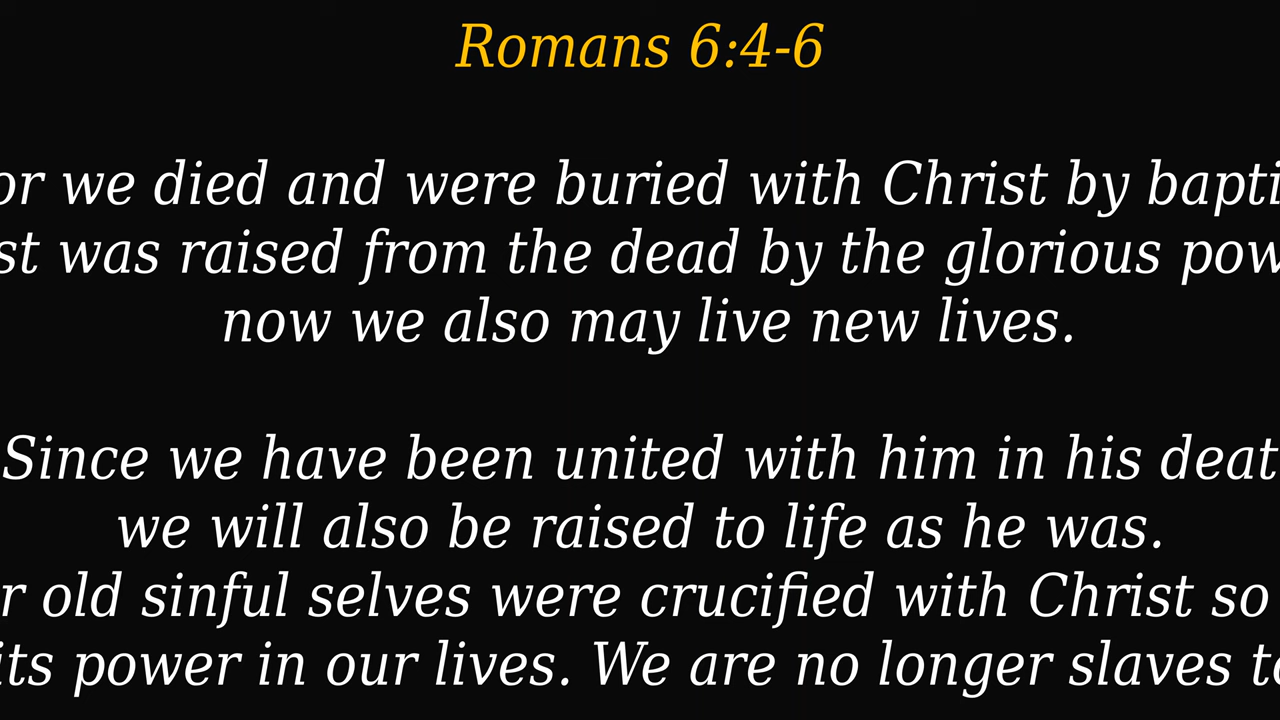 Romans 6:4-6
or we died and were buried with Christ by bapti
st was raised from the dead by the glorious pow
now we also may live new lives.
Since we have been united with him in his deat
we will also be raised to life as he was.
r old sinful selves were crucified with Christ so
its power in our lives. We are no longer slaves to